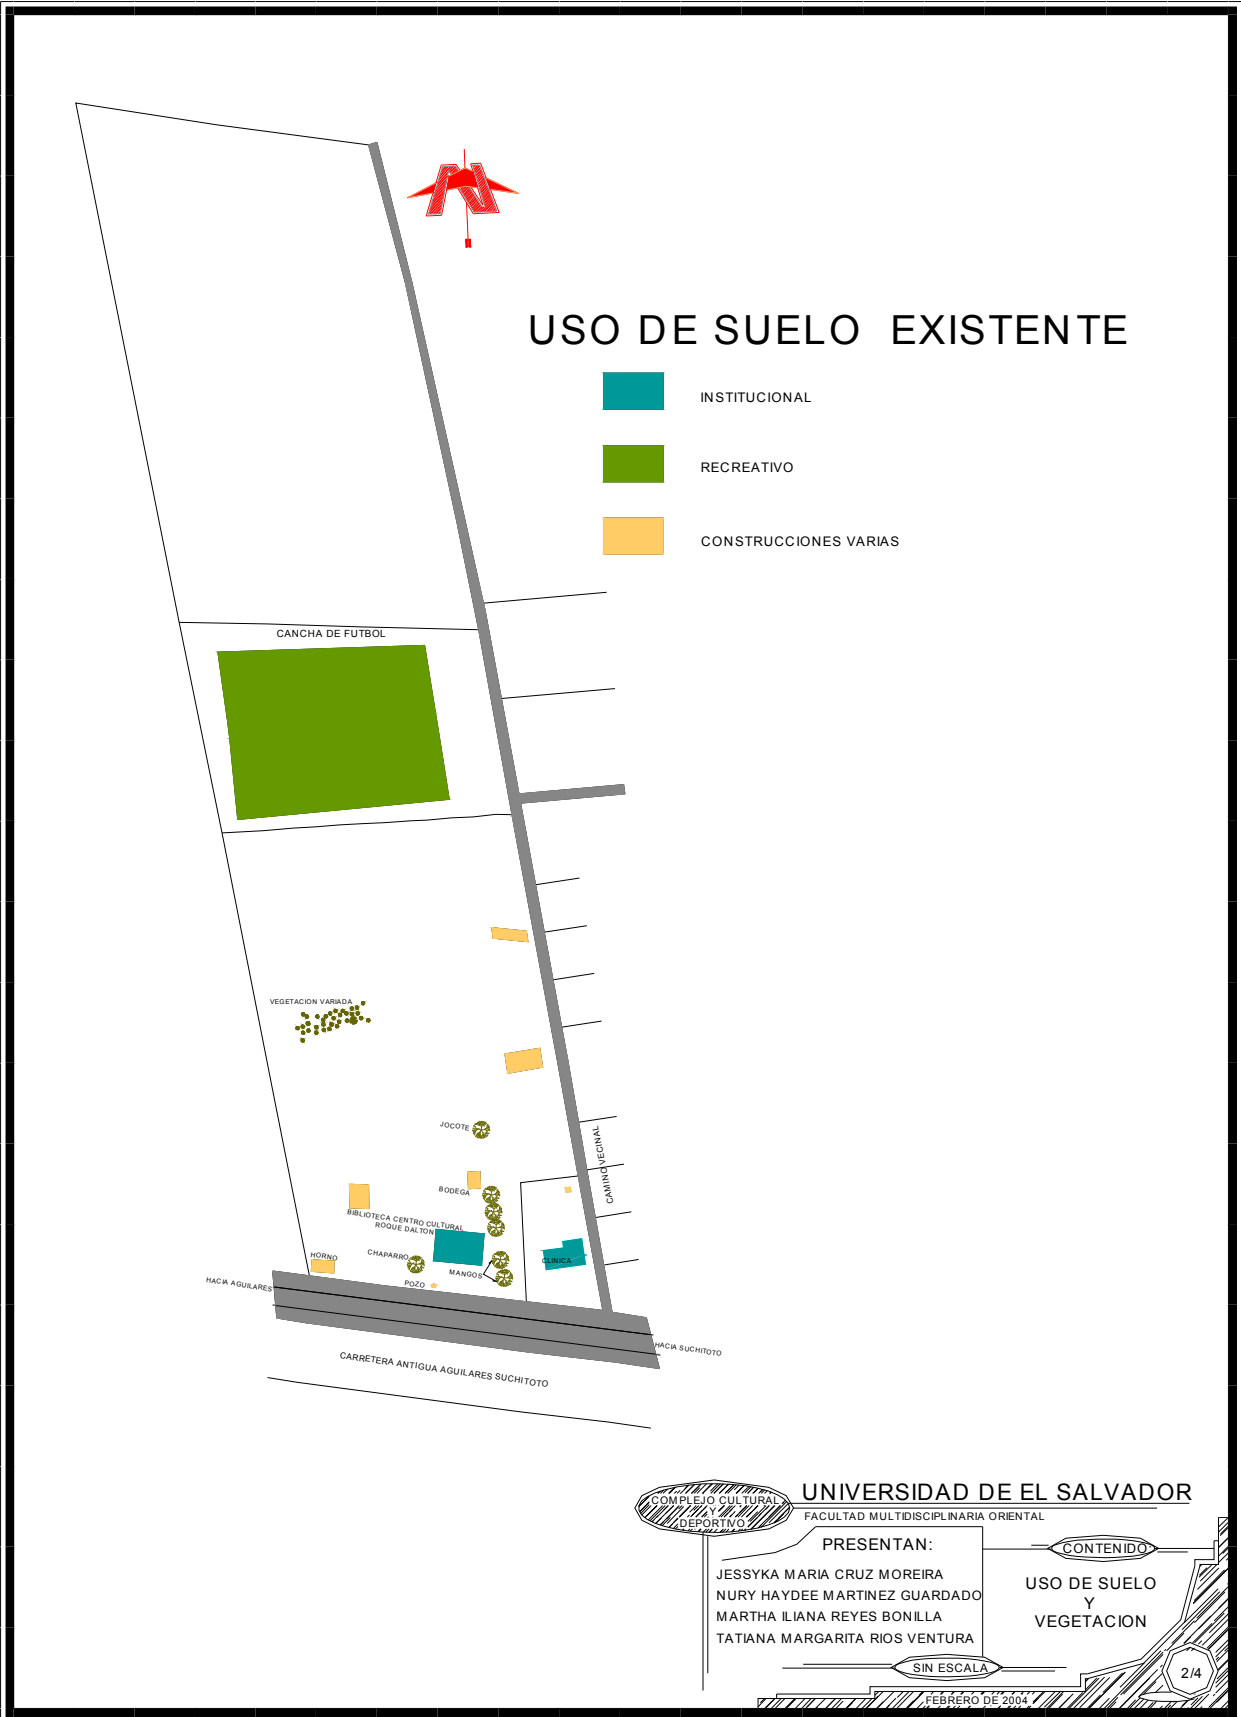 USO DE SUELO EXISTENTE
INSTITUCIONAL
RECREATIVO
CONSTRUCCIONES VARIAS
CANCHA DE FUTBOL
VEGETACION VARIADA
JOCOTE
CAMINO VECINAL
BODEGA
BIBLIOTECA CENTRO CULTURAL
ROQUE DALTON
HORNO
CHAPARRO
CLINICA
MANGOS
POZO
HACIA AGUILARES
HACIA SUCHITOTO
CARRETERA ANTIGUA AGUILARES SUCHITOTO
COMPLEJO CULTURAL
Y
DEPORTIVO
UNIVERSIDAD DE EL SALVADOR
FACULTAD MULTIDISCIPLINARIA ORIENTAL
PRESENTAN:
JESSYKA MARIA CRUZ MOREIRA
NURY HAYDEE MARTINEZ GUARDADO
MARTHA ILIANA REYES BONILLA
TATIANA MARGARITA RIOS VENTURA
CONTENIDO
USO DE SUELO
Y
VEGETACION
SIN ESCALA
2/4
FEBRERO DE 2004